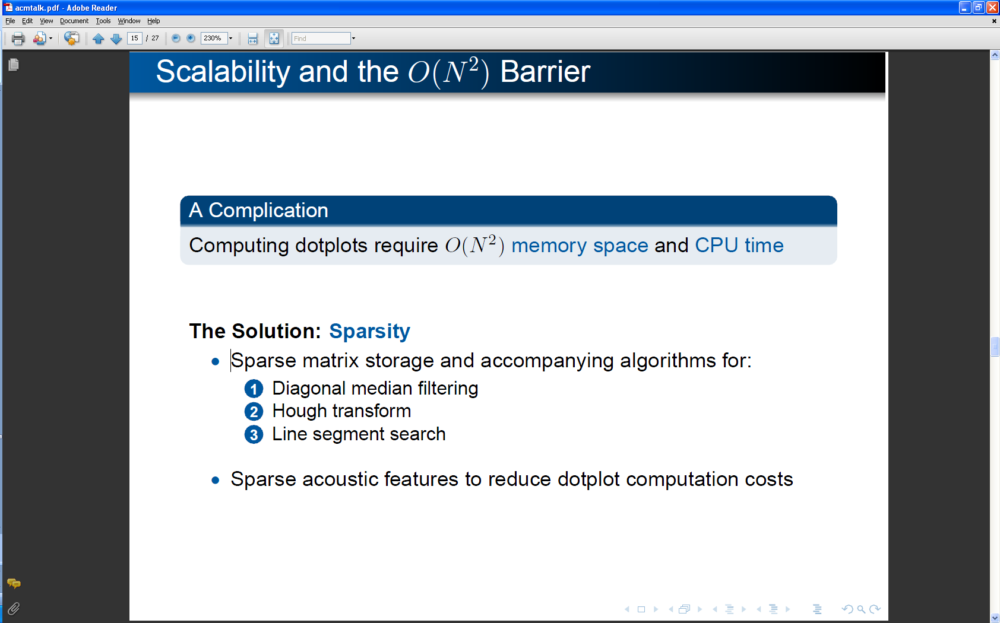 acmtalk.pdf - Adobe Reader
File Edit View Document Tools Window Help
15 / 27 230% Find
Scalability and the O(N²) Barrier
A Complication
Computing dotplots require O(N²) memory space and CPU time
The Solution: Sparsity
• Sparse matrix storage and accompanying algorithms for:
1 Diagonal median filtering
2 Hough transform
3 Line segment search
• Sparse acoustic features to reduce dotplot computation costs